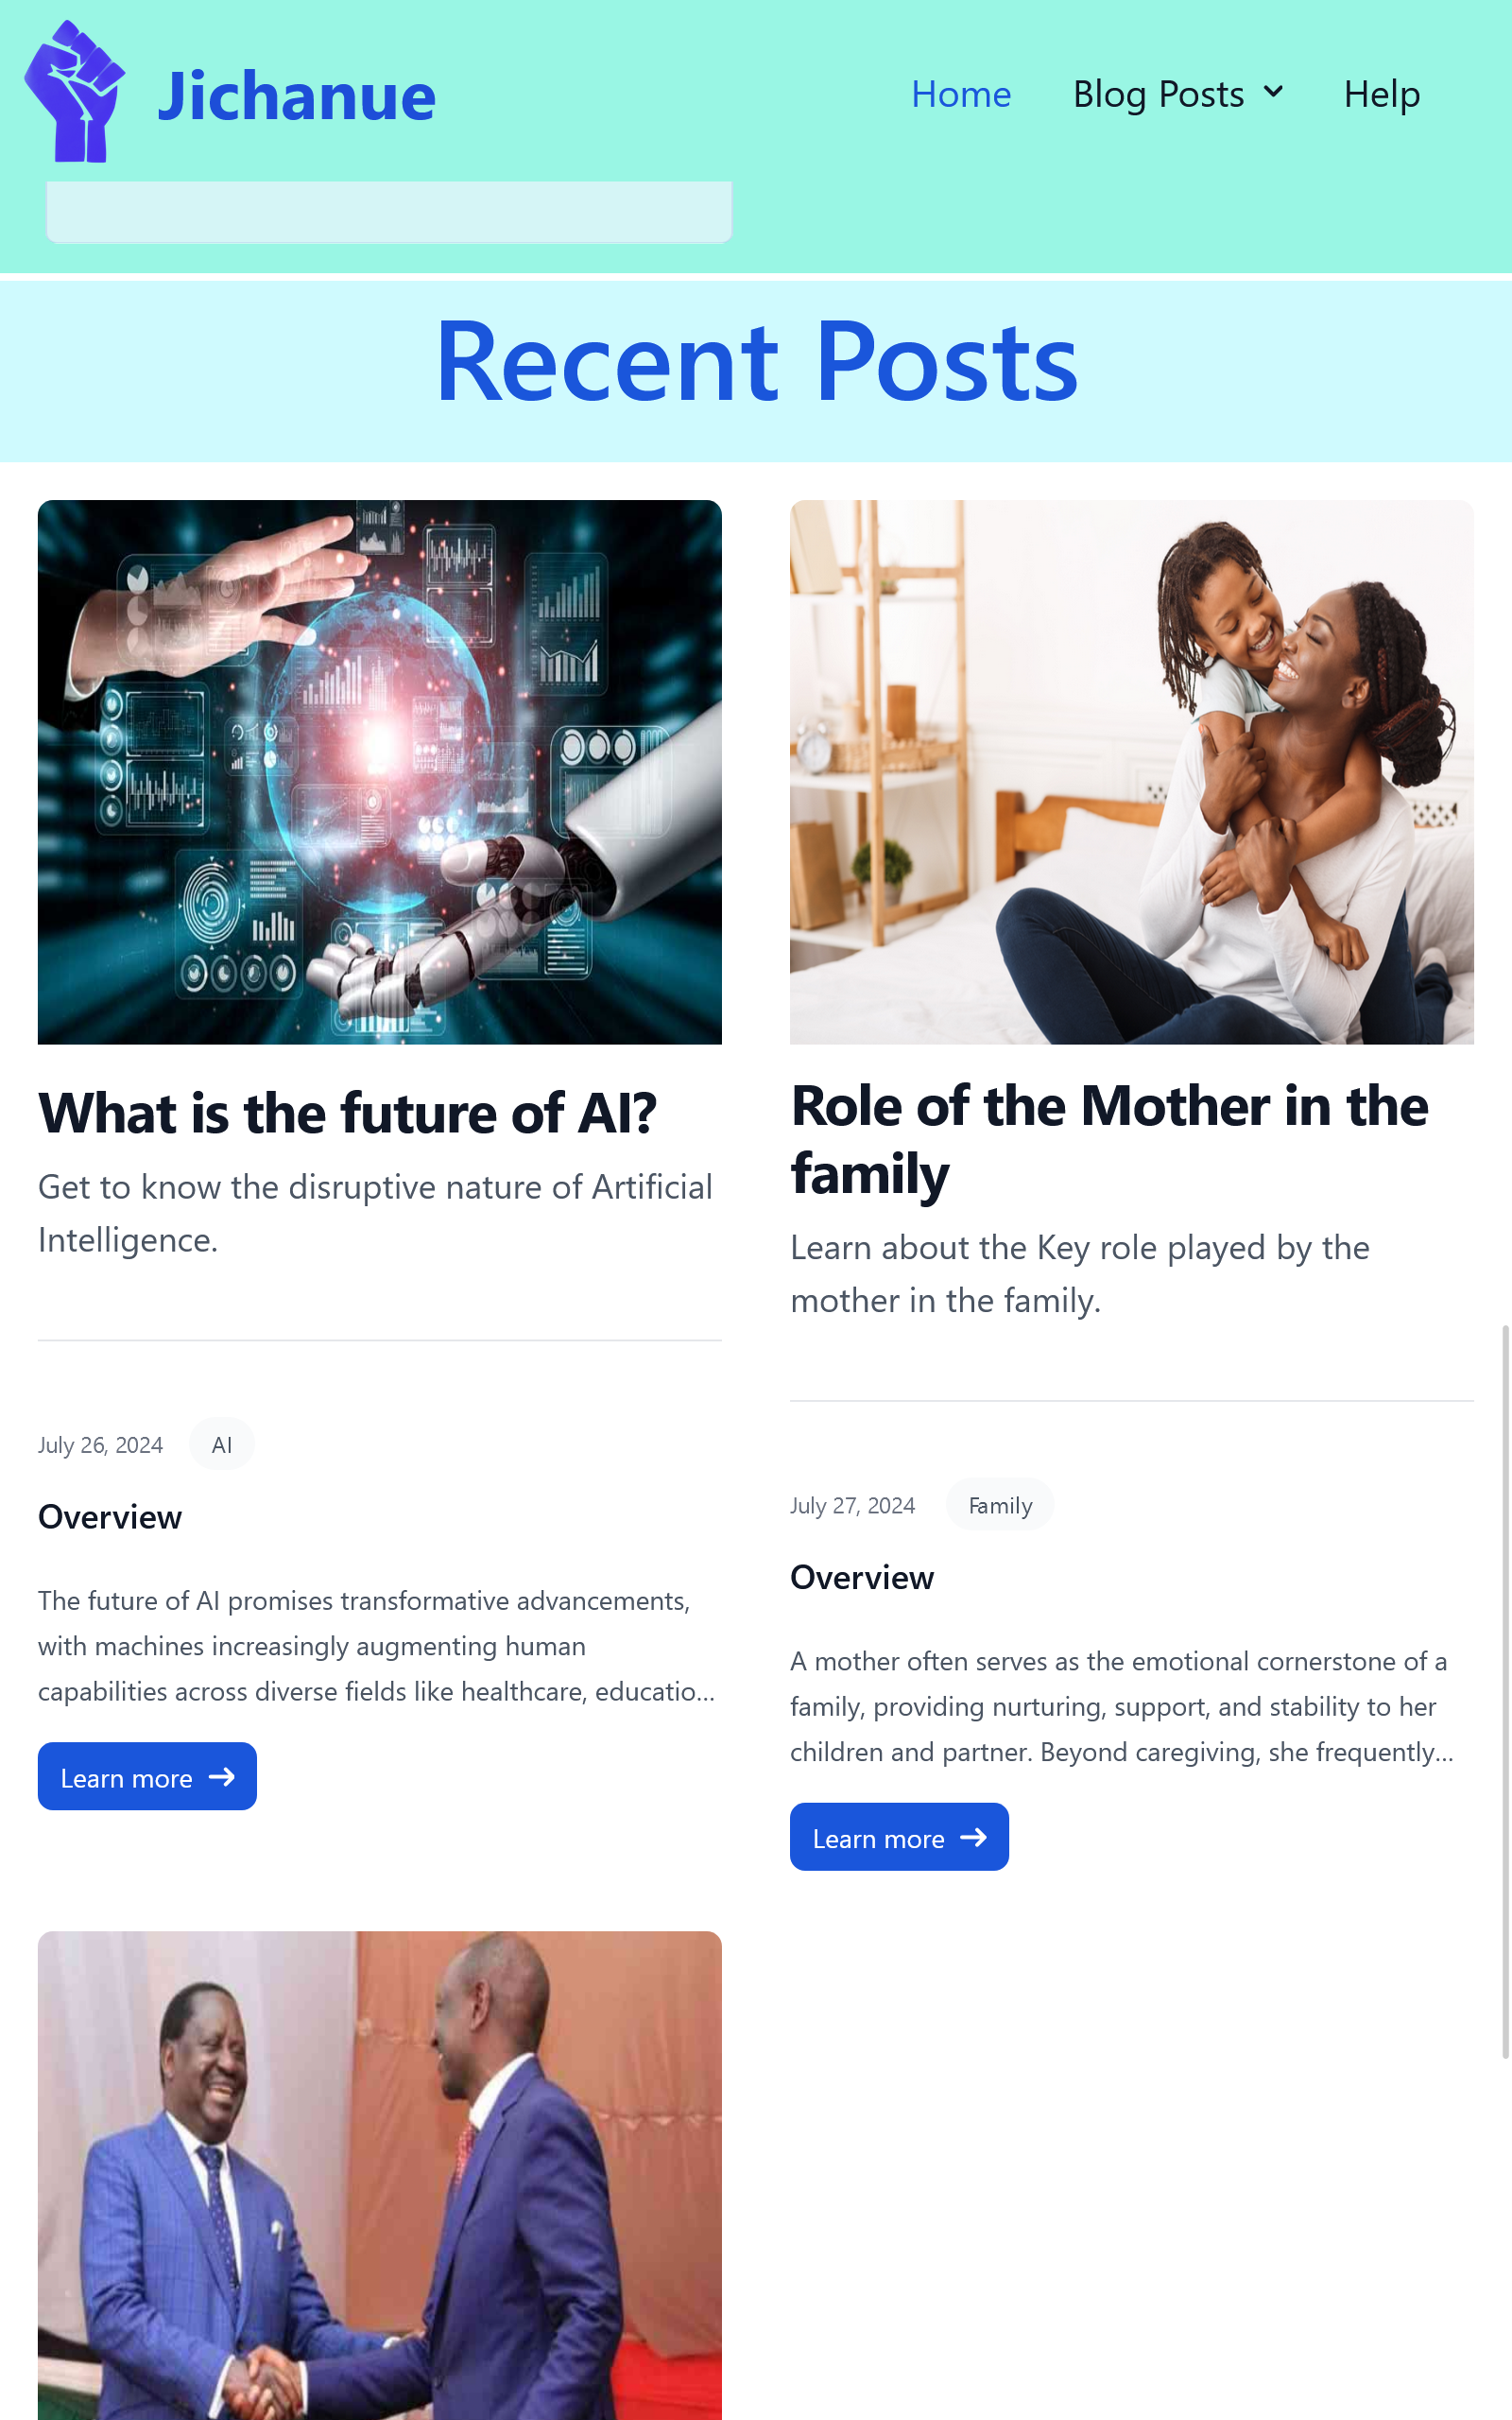 Jichanue
Home
Blog Posts
Help
Recent Posts
What is the future of AI?
Get to know the disruptive nature of Artificial
Intelligence.
July 26, 2024
AI
Overview
The future of AI promises transformative advancements,
with machines increasingly augmenting human
capabilities across diverse fields like healthcare, educatio...
Learn more
Role of the Mother in the
family
Learn about the Key role played by the
mother in the family.
July 27, 2024
Family
Overview
A mother often serves as the emotional cornerstone of a
family, providing nurturing, support, and stability to her
children and partner. Beyond caregiving, she frequently...
Learn more